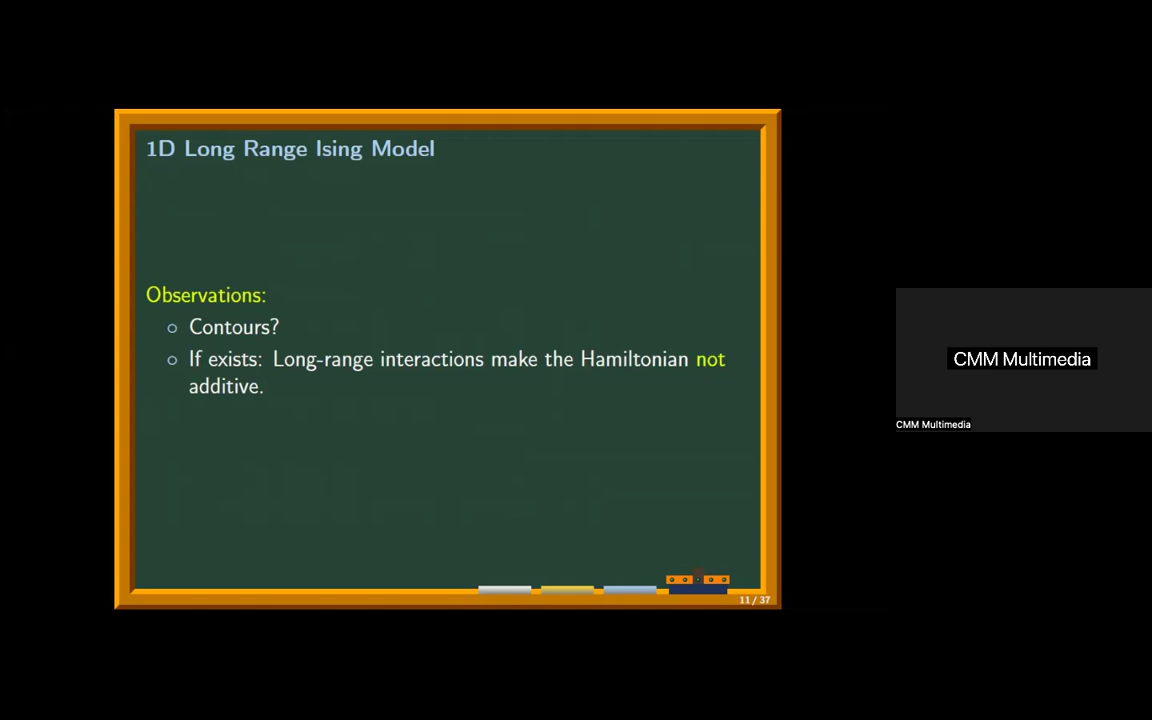 1D Long Range Ising Model
Observations:
Contours?
If exists: Long-range interactions make the Hamiltonian not
additive.
11 / 37
CMM Multimedia
CMM Multimedia